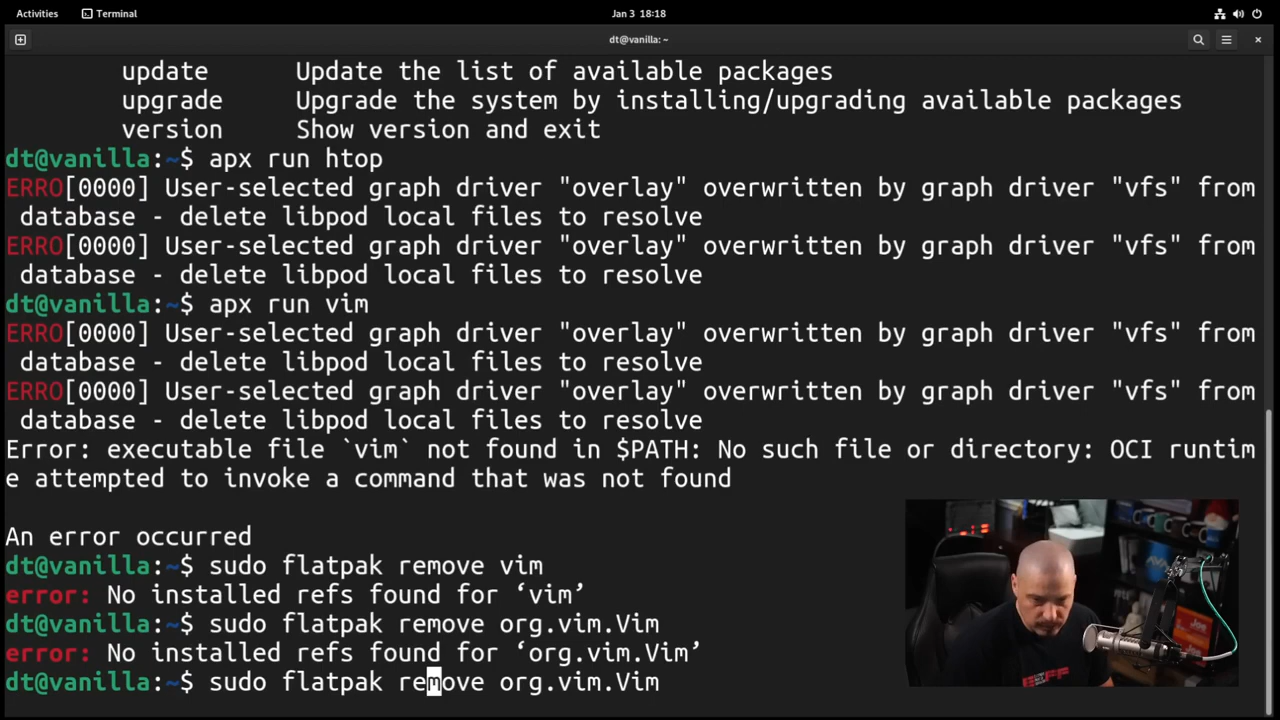 Activities Terminal Jan 3 18:18
dt@vanilla: ~
update Update the list of available packages
upgrade Upgrade the system by installing/upgrading available packages
version Show version and exit
dt@vanilla:~$ apx run htop
ERRO[0000] User-selected graph driver "overlay" overwritten by graph driver "vfs" from
database - delete libpod local files to resolve
ERRO[0000] User-selected graph driver "overlay" overwritten by graph driver "vfs" from
database - delete libpod local files to resolve
dt@vanilla:~$ apx run vim
ERRO[0000] User-selected graph driver "overlay" overwritten by graph driver "vfs" from
database - delete libpod local files to resolve
ERRO[0000] User-selected graph driver "overlay" overwritten by graph driver "vfs" from
database - delete libpod local files to resolve
Error: executable file `vim` not found in $PATH: No such file or directory: OCI runtim
e attempted to invoke a command that was not found
An error occurred
dt@vanilla:~$ sudo flatpak remove vim
error: No installed refs found for ‘vim’
dt@vanilla:~$ sudo flatpak remove org.vim.Vim
error: No installed refs found for ‘org.vim.Vim’
dt@vanilla:~$ sudo flatpak remove org.vim.Vim